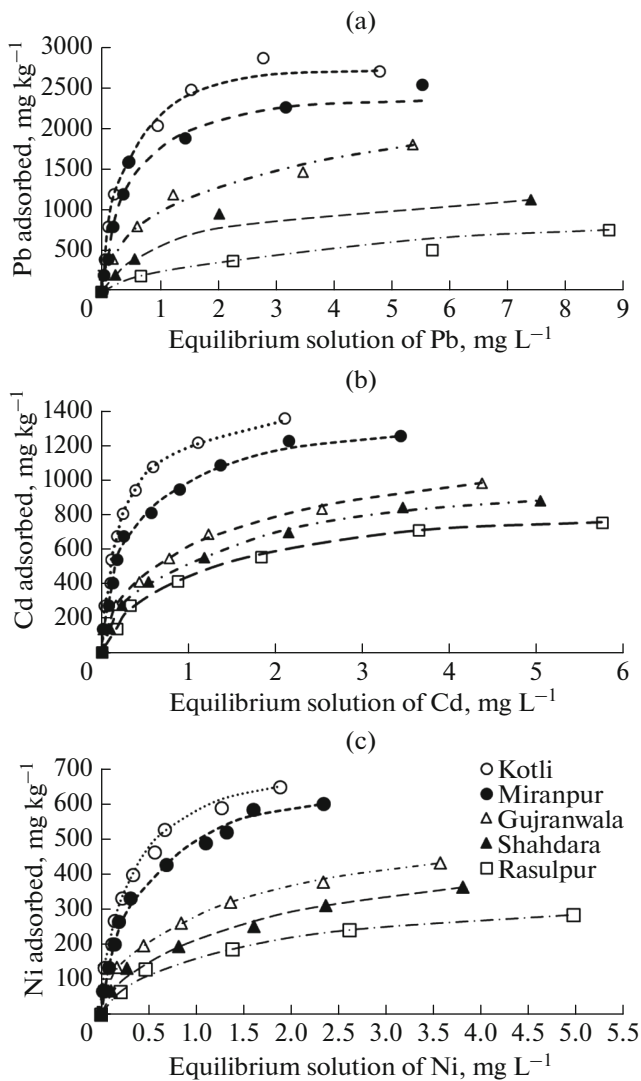 (a)
Pb adsorbed, mg kg⁻¹
3000
2500
2000
1500
1000
500
0 1 2 3 4 5 6 7 8 9
Equilibrium solution of Pb, mg L⁻¹
(b)
Cd adsorbed, mg kg⁻¹
1400
1200
1000
800
600
400
200
0 1 2 3 4 5 6
Equilibrium solution of Cd, mg L⁻¹
(c)
Ni adsorbed, mg kg⁻¹
700
600
500
400
300
200
100
0 0.5 1.0 1.5 2.0 2.5 3.0 3.5 4.0 4.5 5.0 5.5
Kotli
Miranpur
Gujranwala
Shahdara
Rasulpur
Equilibrium solution of Ni, mg L⁻¹